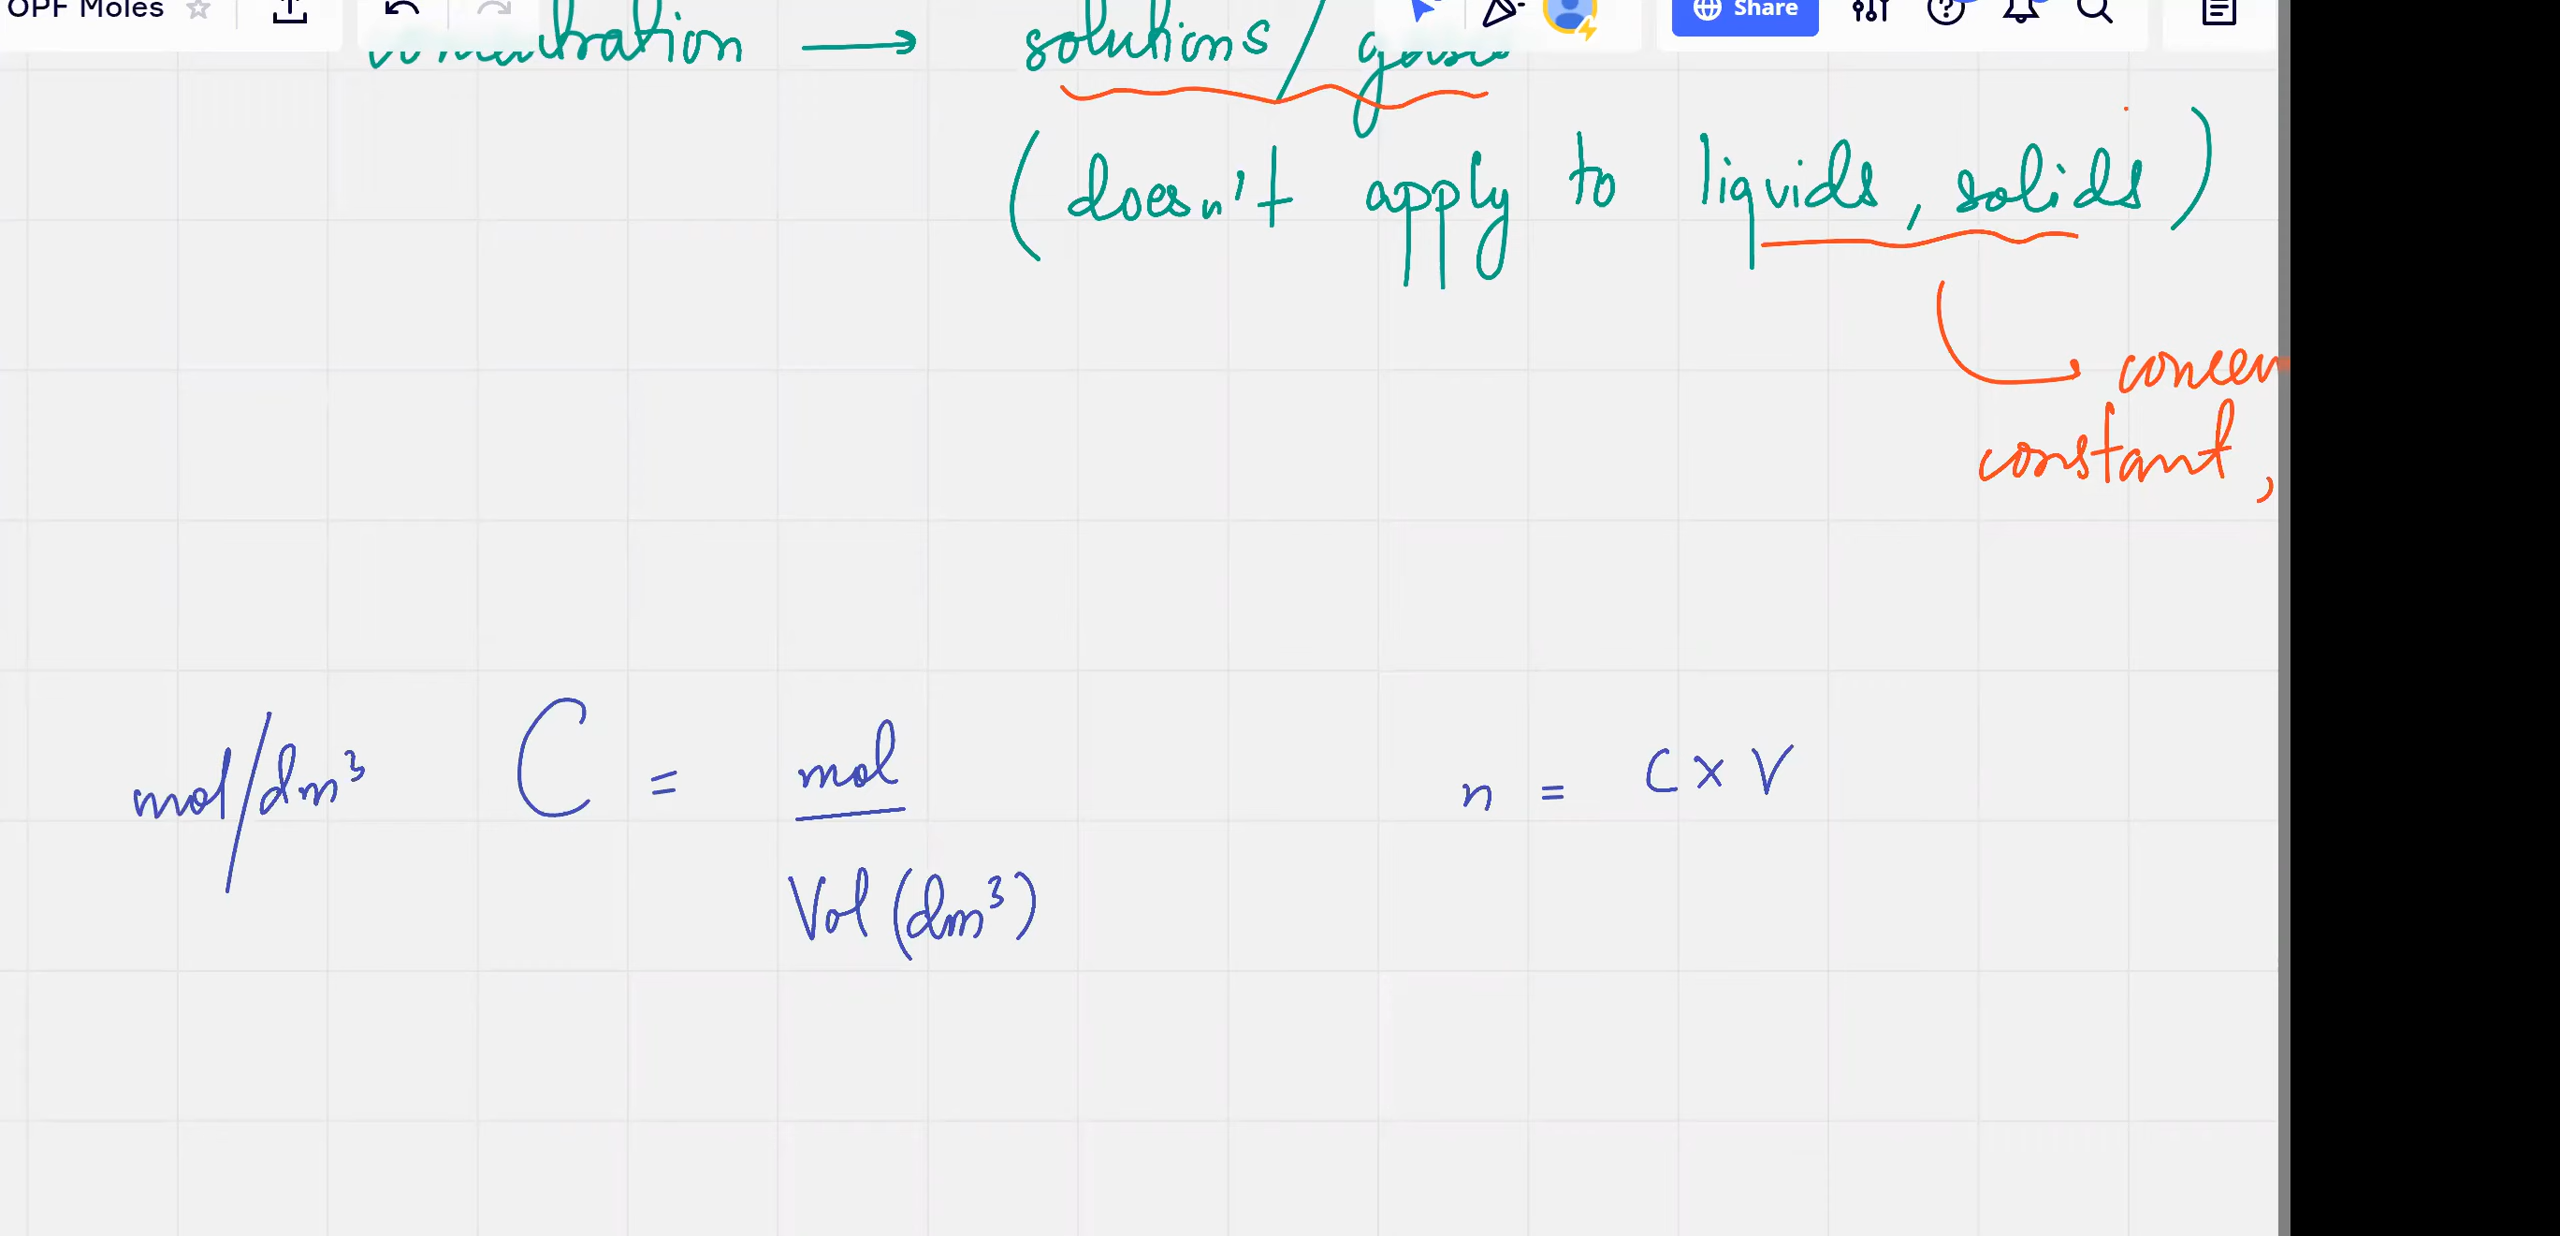 OPF Moles
Share
solutions /
(doesn't apply to liquids, solids)
constant,
mol/dm³ C = mol / Vol (dm³)
n = C x V